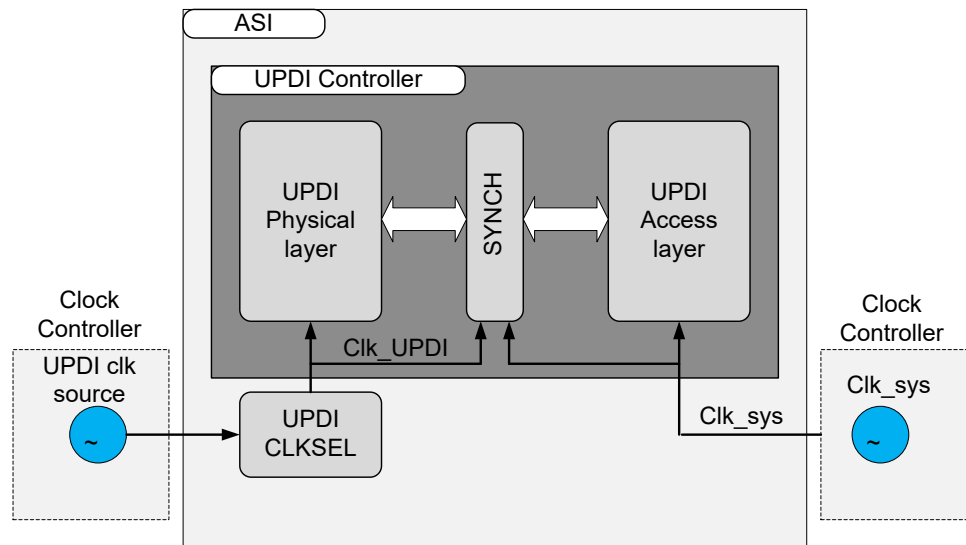 ASI
UPDI Controller
UPDI
Physical
layer
SYNCH
UPDI
Access
layer
Clock
Controller
UPDI clk
source
~
Clk_UPDI
UPDI
CLKSEL
Clk_sys
Clock
Controller
Clk_sys
~